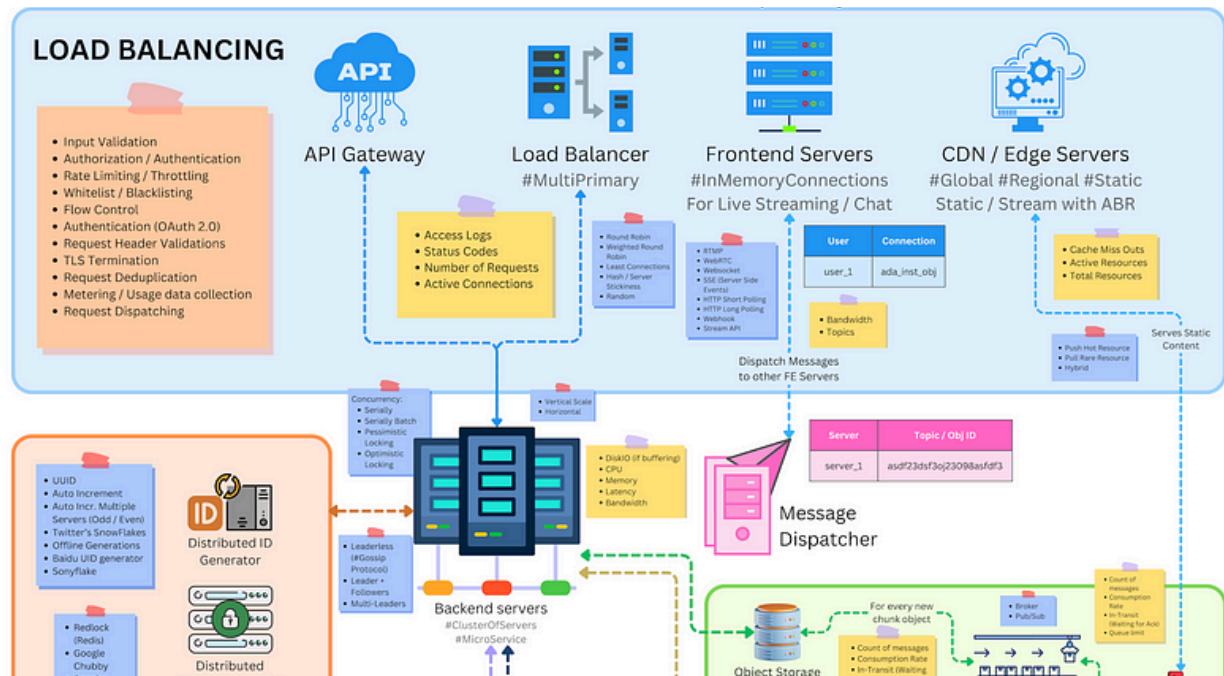 LOAD BALANCING
API
API Gateway
Load Balancer
#MultiPrimary
Frontend Servers
#InMemoryConnections
For Live Streaming / Chat
CDN / Edge Servers
#Global #Regional #Static
Static / Stream with ABR
Input Validation
Authorization / Authentication
Rate Limiting / Throttling
Whitelist / Blacklisting
Flow Control
Authentication (OAuth 2.0)
Request Header Validations
TLS Termination
Request Deduplication
Metering / Usage data collection
Request Dispatching
Access Logs
Status Codes
Number of Requests
Active Connections
Round Robin
Weighted Round
Robin
Least Connections
Hash / Server
Stickiness
Random
RTMP
WebRTC
Websocket
SSE (Server Side
Events)
HTTP Short Polling
HTTP Long Polling
Webhook
Stream API
User Connection
user_1 ada_inst_obj
Bandwidth
Topics
Cache Miss Outs
Active Resources
Total Resources
Push Hot Resource
Pull Rare Resource
Hybrid
Serves Static
Content
Dispatch Messages
to other FE Servers
Concurrency:
Serially
Serially Batch
Pessimistic
Locking
Optimistic
Locking
Vertical Scale
Horizontal
DiskIO (if buffering)
CPU
Memory
Latency
Bandwidth
Server Topic / Obj ID
server_1 asdf23dsf3oj23098asfdf3
Message
Dispatcher
UUID
Auto Increment
Auto Incr. Multiple
Servers (Odd / Even)
Twitter's SnowFlakes
Offline Generations
Baidu UID generator
Sonyflake
ID
Distributed ID
Generator
Leaderless
(#Gossip
Protocol)
Leader +
Followers
Multi-Leaders
Backend servers
#ClusterOfServers
#MicroService
Redlock
(Redis)
Google
Chubby
Distributed
Object Storage
For every new
chunk object
Count of messages
Consumption Rate
In-Transit (Waiting
Broker
Pub/Sub
Count of
messages
Consumption
Rate
In-Transit
(Waiting for Ack)
Queue limit